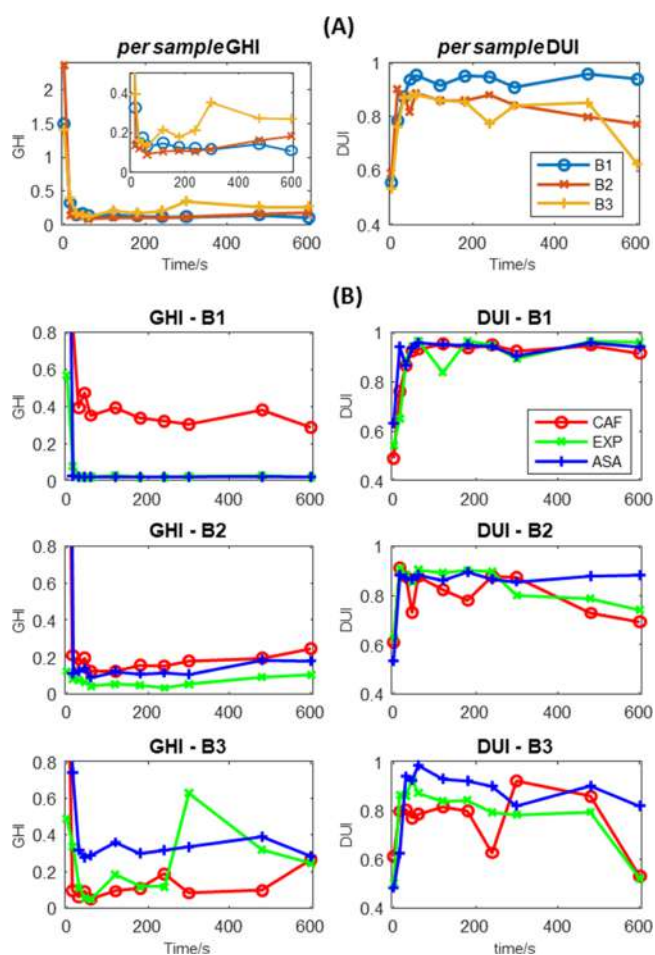 (A)
per sample GHI
per sample DUI
2
1.5
1
0.5
0
GHI
0.4
0.2
0
0 200 400 600
0 200 400 600
Time/s
1
0.8
0.6
0.4
DUI
B1
B2
B3
0 200 400 600
Time/s
(B)
GHI - B1
DUI - B1
0.8
0.6
0.4
0.2
0
GHI
0 200 400 600
1
0.8
0.6
0.4
DUI
CAF
EXP
ASA
0 200 400 600
GHI - B2
DUI - B2
0.8
0.6
0.4
0.2
0
GHI
0 200 400 600
1
0.8
0.6
0.4
DUI
0 200 400 600
GHI - B3
DUI - B3
0.8
0.6
0.4
0.2
0
GHI
0 200 400 600
Time/s
1
0.8
0.6
0.4
DUI
0 200 400 600
time/s